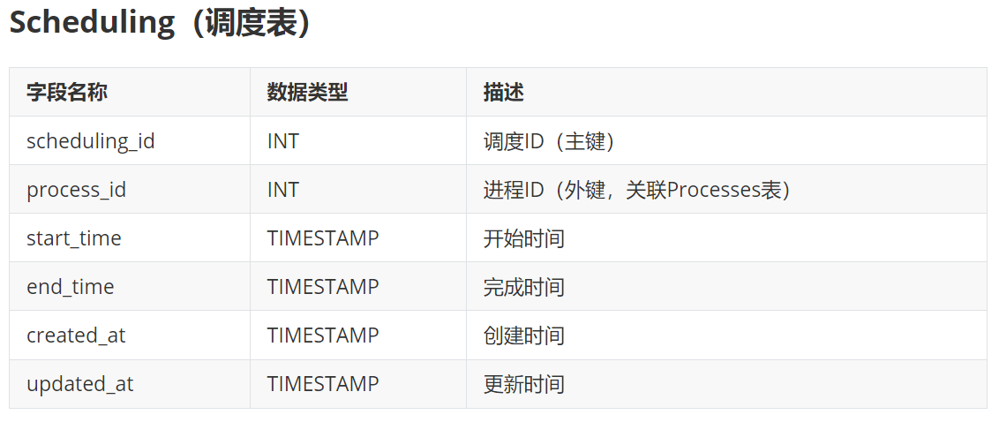 Scheduling（调度表）
字段名称 数据类型 描述
scheduling_id INT 调度ID（主键）
process_id INT 进程ID（外键，关联Processes表）
start_time TIMESTAMP 开始时间
end_time TIMESTAMP 完成时间
created_at TIMESTAMP 创建时间
updated_at TIMESTAMP 更新时间